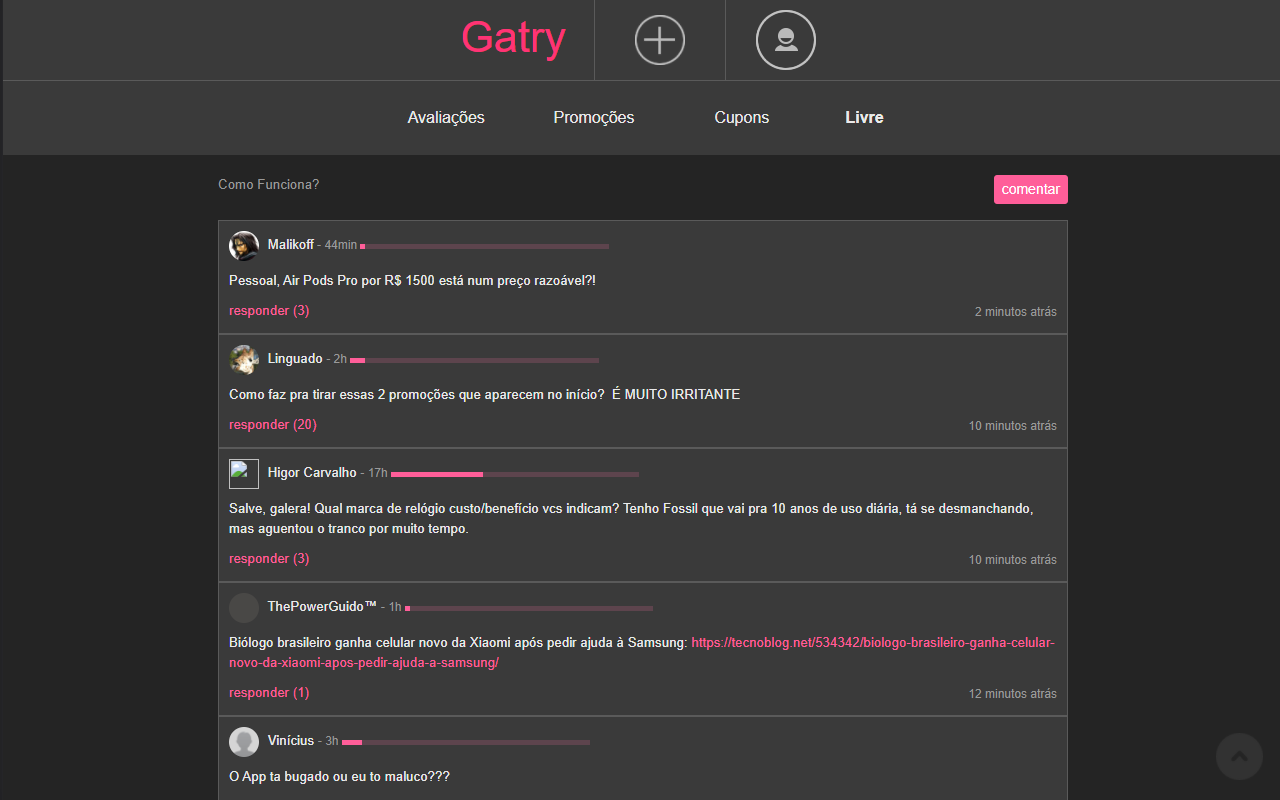 Gatry
Avaliações Promoções Cupons Livre
Como Funciona? comentar
Malikoff - 44min
Pessoal, Air Pods Pro por R$ 1500 está num preço razoável?!
responder (3) 2 minutos atrás
Linguado - 2h
Como faz pra tirar essas 2 promoções que aparecem no início?  É MUITO IRRITANTE
responder (20) 10 minutos atrás
Higor Carvalho - 17h
Salve, galera! Qual marca de relógio custo/benefício vcs indicam? Tenho Fossil que vai pra 10 anos de uso diária, tá se desmanchando,
mas aguentou o tranco por muito tempo.
responder (3) 10 minutos atrás
ThePowerGuido™ - 1h
Biólogo brasileiro ganha celular novo da Xiaomi após pedir ajuda à Samsung: https://tecnoblog.net/534342/biologo-brasileiro-ganha-celular-
novo-da-xiaomi-apos-pedir-ajuda-a-samsung/
responder (1) 12 minutos atrás
Vinícius - 3h
O App ta bugado ou eu to maluco???